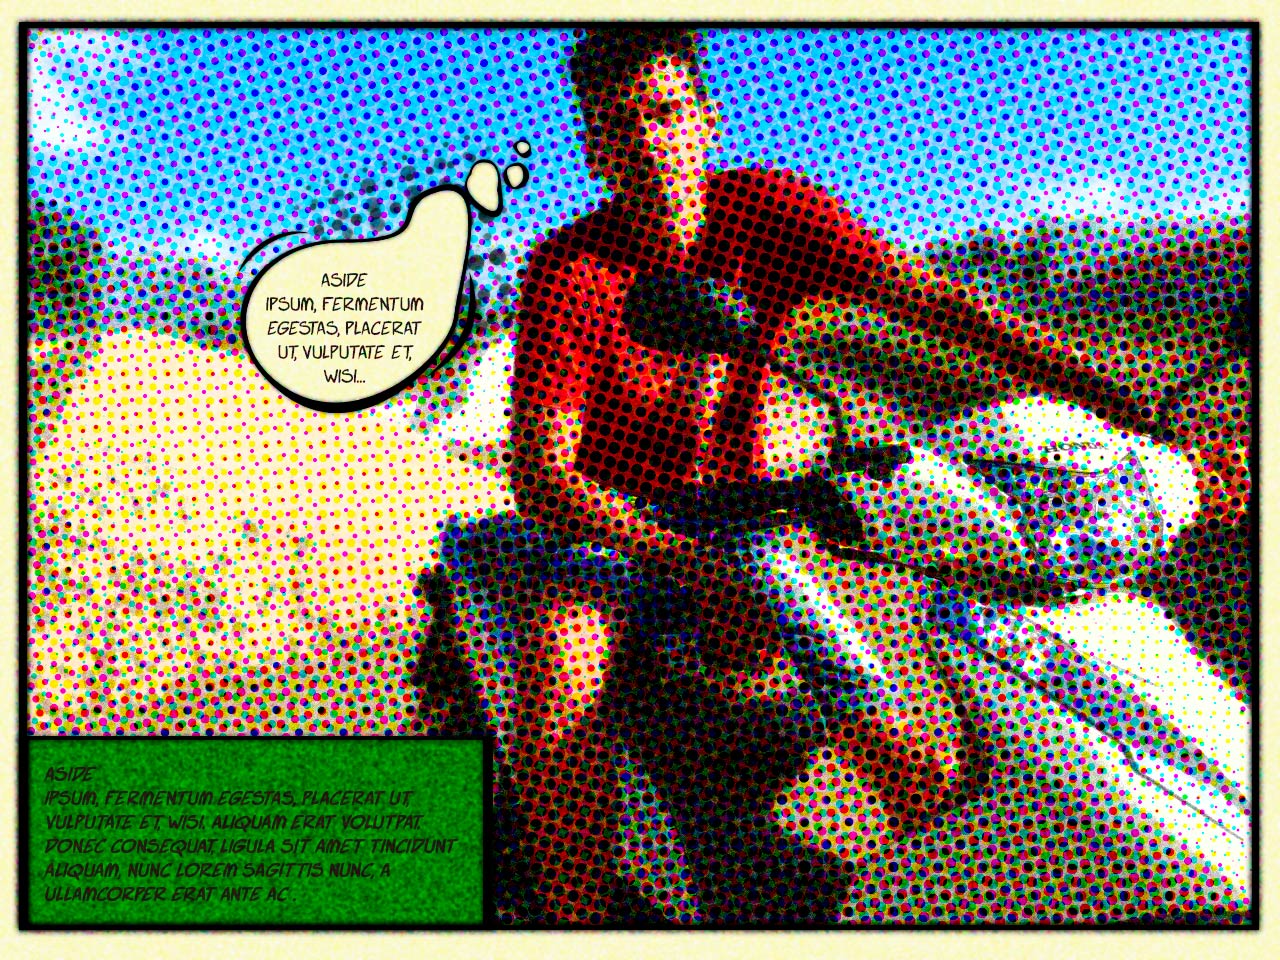 ASIDE
IPSUM, FERMENTUM
EGESTAS, PLACERAT
UT, VULPUTATE ET,
WISI...
ASIDE
IPSUM, FERMENTUM EGESTAS, PLACERAT UT,
VULPUTATE ET, WISI. ALIQUAM ERAT VOLUTPAT.
DONEC CONSEQUAT, LIGULA SIT AMET TINCIDUNT
ALIQUAM, NUNC LOREM SAGITTIS NUNC, A
ULLAMCORPER ERAT ANTE AC